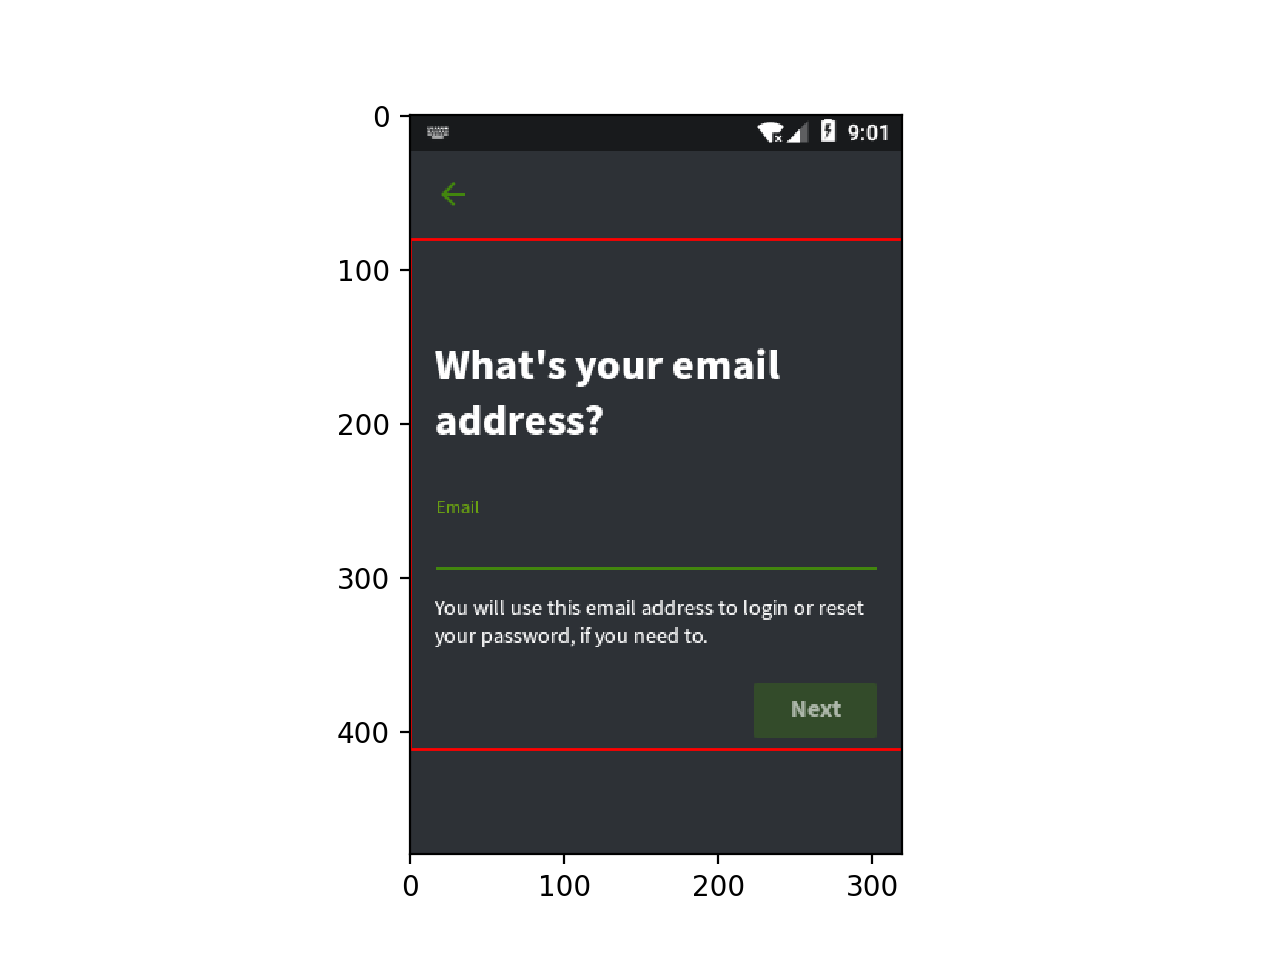 0
9:01
100
What's your email
200
address?
Email
300
You will use this email address to login or reset
your password, if you need to.
Next
400
0 100 200 300